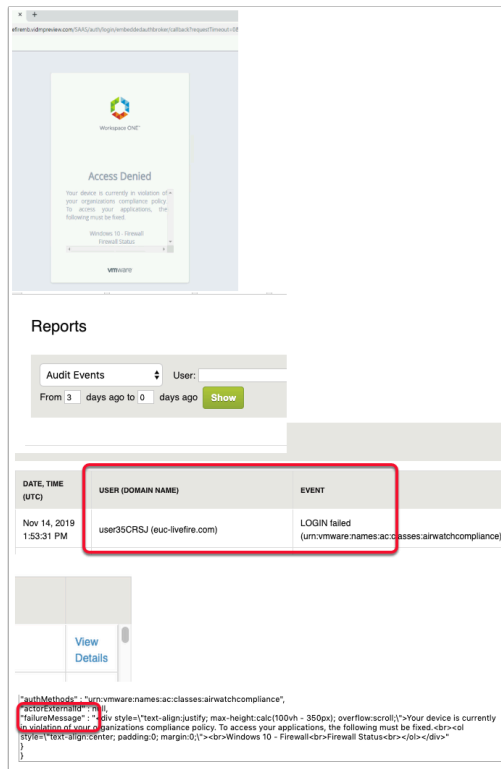 × +
efiremb.vidmpreview.com/SAAS/auth/login/embeddedauthbroker/callback?requestTimeout=
Workspace ONE™
Access Denied
Your device is currently in violation of
your organizations compliance policy.
To access your applications, the
following must be fixed.
Windows 10 - Firewall
Firewall Status
vmware
Reports
Audit Events User:
From 3 days ago to 0 days ago Show
DATE, TIME (UTC) USER (DOMAIN NAME) EVENT
Nov 14, 2019 1:53:31 PM user35CRSJ (euc-livefire.com) LOGIN failed (urn:vmware:names:ac:classes:airwatchcompliance)
View
Details
"authMethods" : "urn:vmware:names:ac:classes:airwatchcompliance",
"actorExternalId" : null,
"failureMessage" : "<div style=\"text-align:justify; max-height:calc(100vh - 350px); overflow:scroll;\">Your device is currently
in violation of your organizations compliance policy. To access your applications, the following must be fixed.<br><ol
style=\"text-align:center; padding:0; margin:0;\"><br>Windows 10 - Firewall<br>Firewall Status<br></ol></div>"
}
}